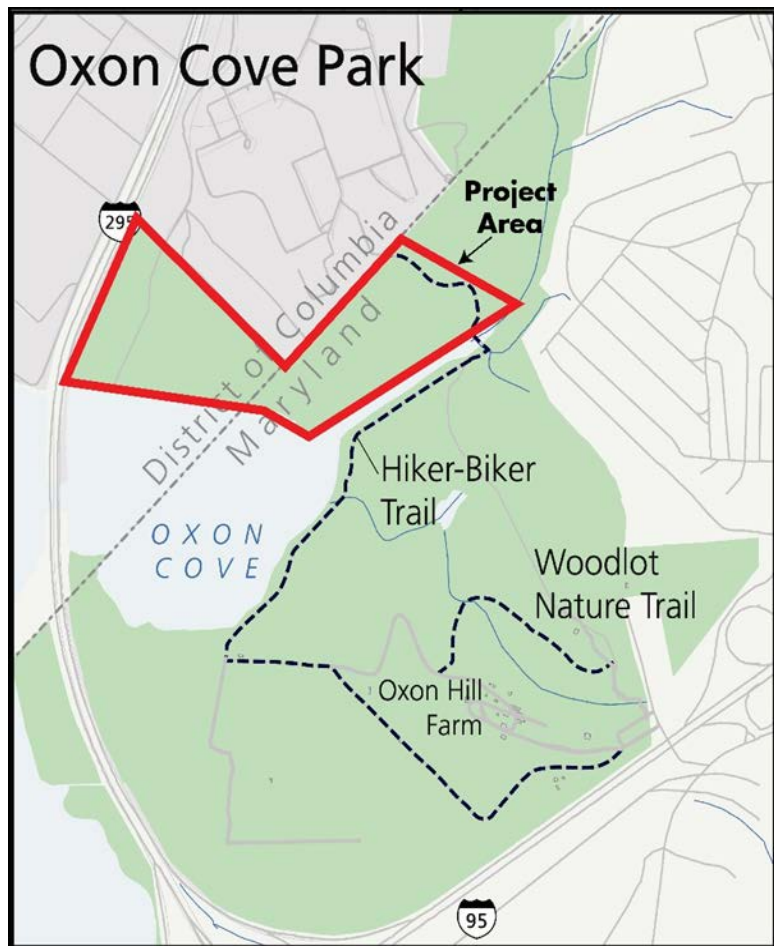 Oxon Cove Park
Project
Area
295
District of Columbia
Maryland
Hiker-Biker
Trail
OXON
COVE
Woodlot
Nature Trail
Oxon Hill
Farm
95